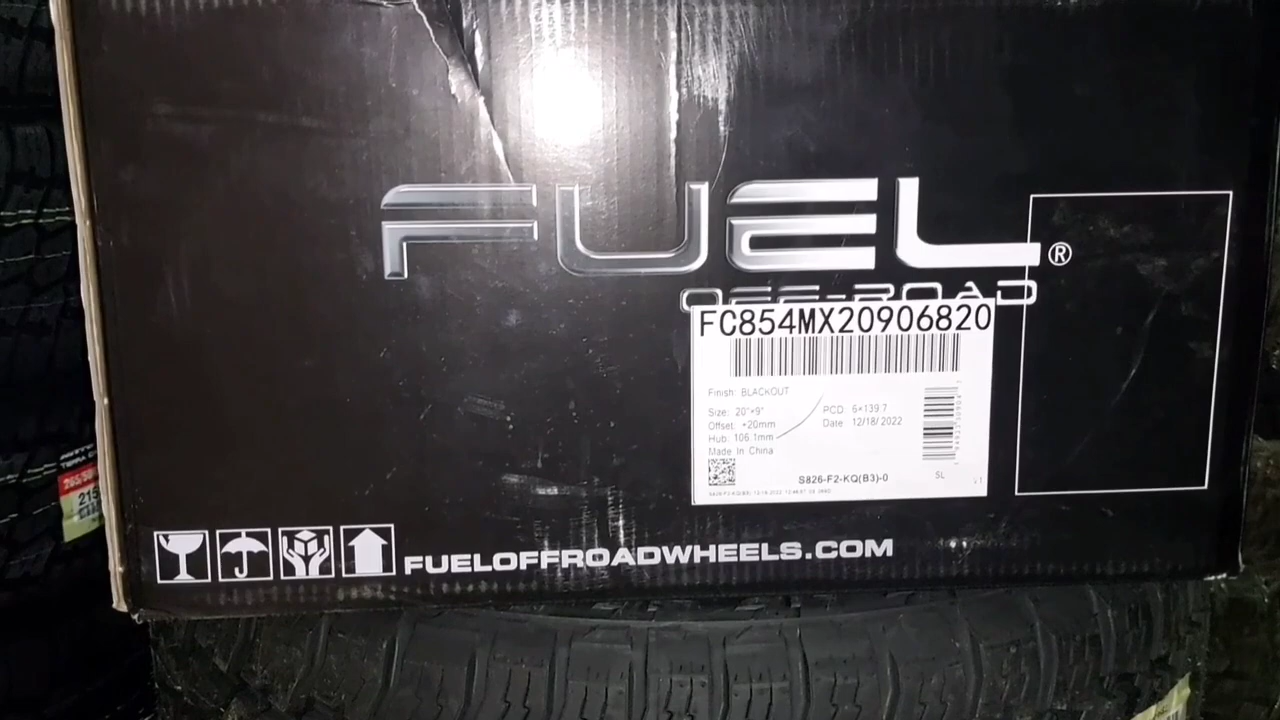 FUEL®
OFF-ROAD
FC854MX20906820
Finish: BLACKOUT
Size: 20"×9"
Offset: +20mm
Hub: 106.1mm
Made In China
PCD: 6×139.7
Date: 12/18/2022
S826-F2-KQ(B3)-0
SL
V1
FUELOFFROADWHEELS.COM